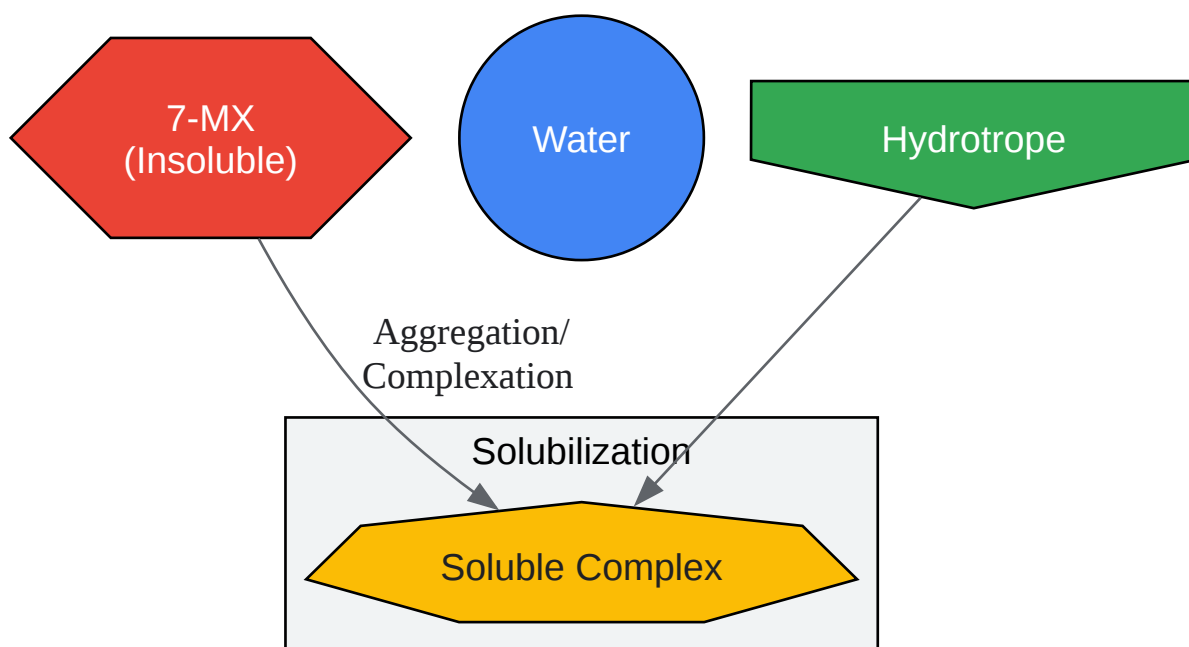 7-MX
(Insoluble)
Water
Hydrotrope
Aggregation/
Complexation
Solubilization
Soluble Complex